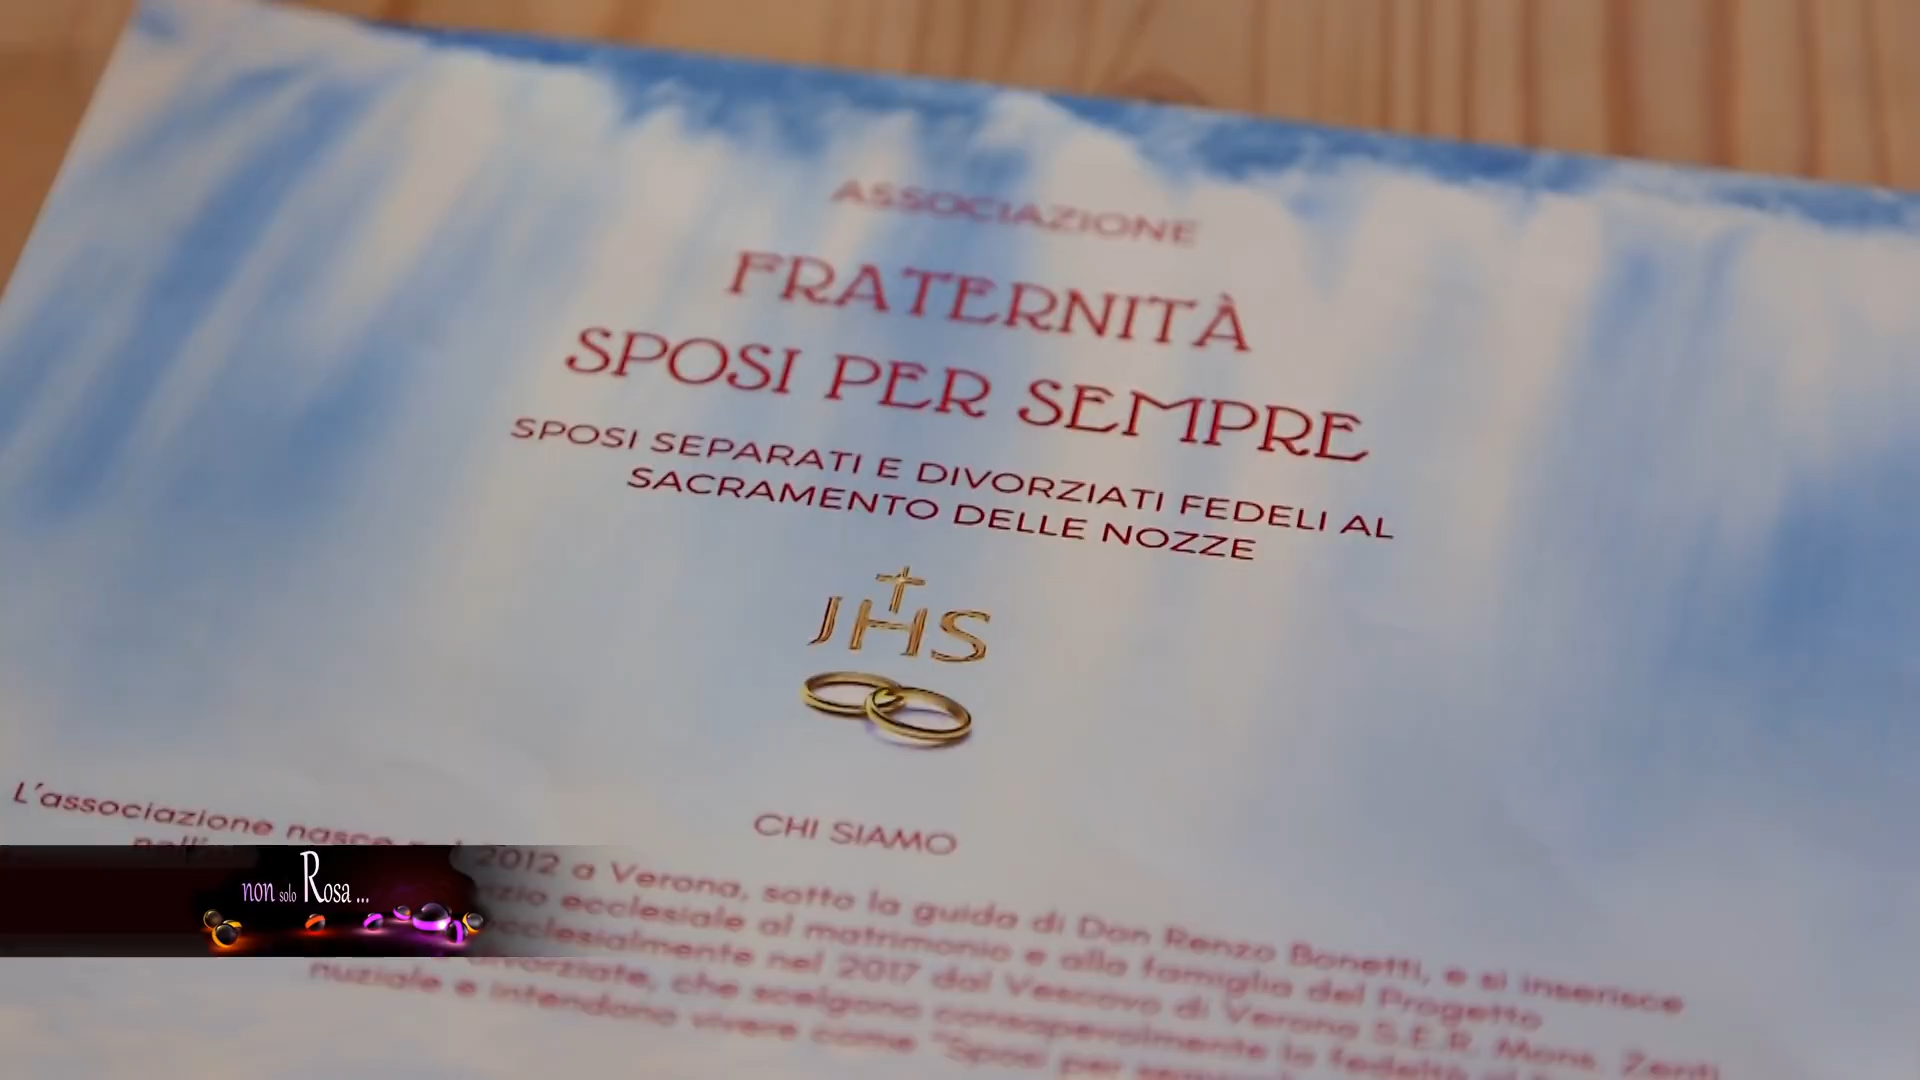 ASSOCIAZIONE
FRATERNITÀ
SPOSI PER SEMPRE
SPOSI SEPARATI E DIVORZIATI FEDELI AL
SACRAMENTO DELLE NOZZE
JHS
CHI SIAMO
L'associazione nasce nel 2012 a Verona, sotto la guida di Don Renzo Bonetti, e si inserisce
ecclesiale al matrimonio e alla famiglia del Progetto
ecclesialmente nel 2017 dal Vescovo di Verona S.E.R. Mons. Zenti
divorziate, che scelgono consapevolmente la fedeltà
nuziale e intendono vivere come "Sposi per
non solo Rosa...